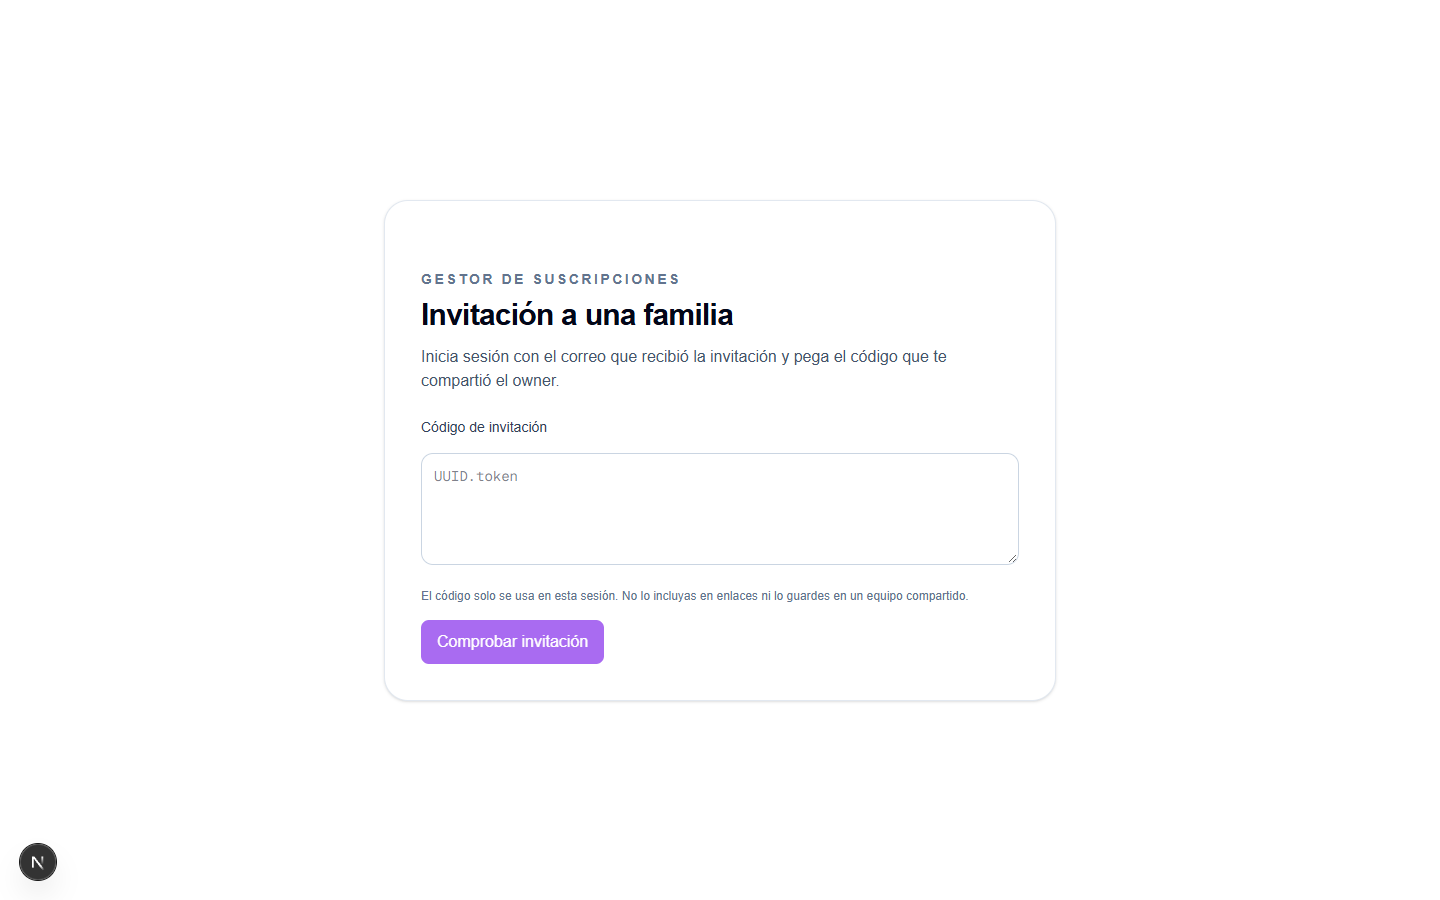 GESTOR DE SUSCRIPCIONES
Invitación a una familia
Inicia sesión con el correo que recibió la invitación y pega el código que te
compartió el owner.
Código de invitación
UUID.token
El código solo se usa en esta sesión. No lo incluyas en enlaces ni lo guardes en un equipo compartido.
Comprobar invitación
N